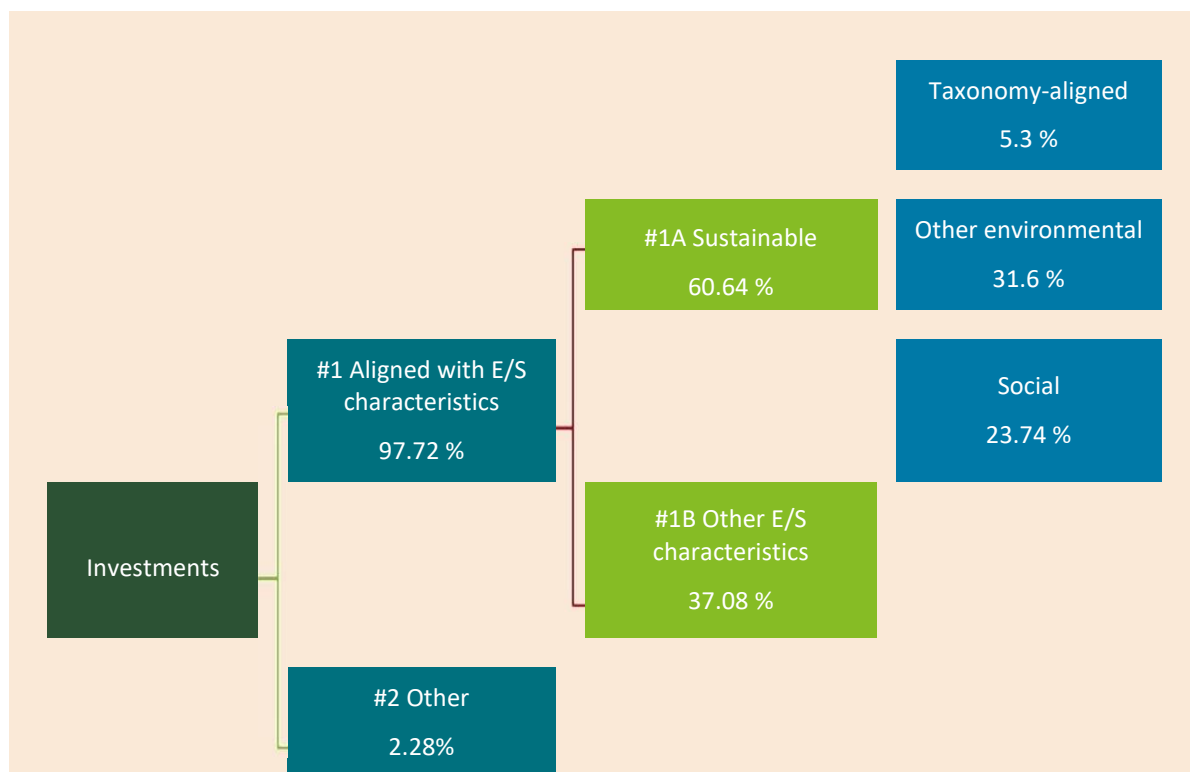 Taxonomy-aligned
5.3 %
#1A Sustainable
60.64 %
Other environmental
31.6 %
#1 Aligned with E/S
characteristics
97.72 %
Social
23.74 %
Investments
#1B Other E/S
characteristics
37.08 %
#2 Other
2.28%